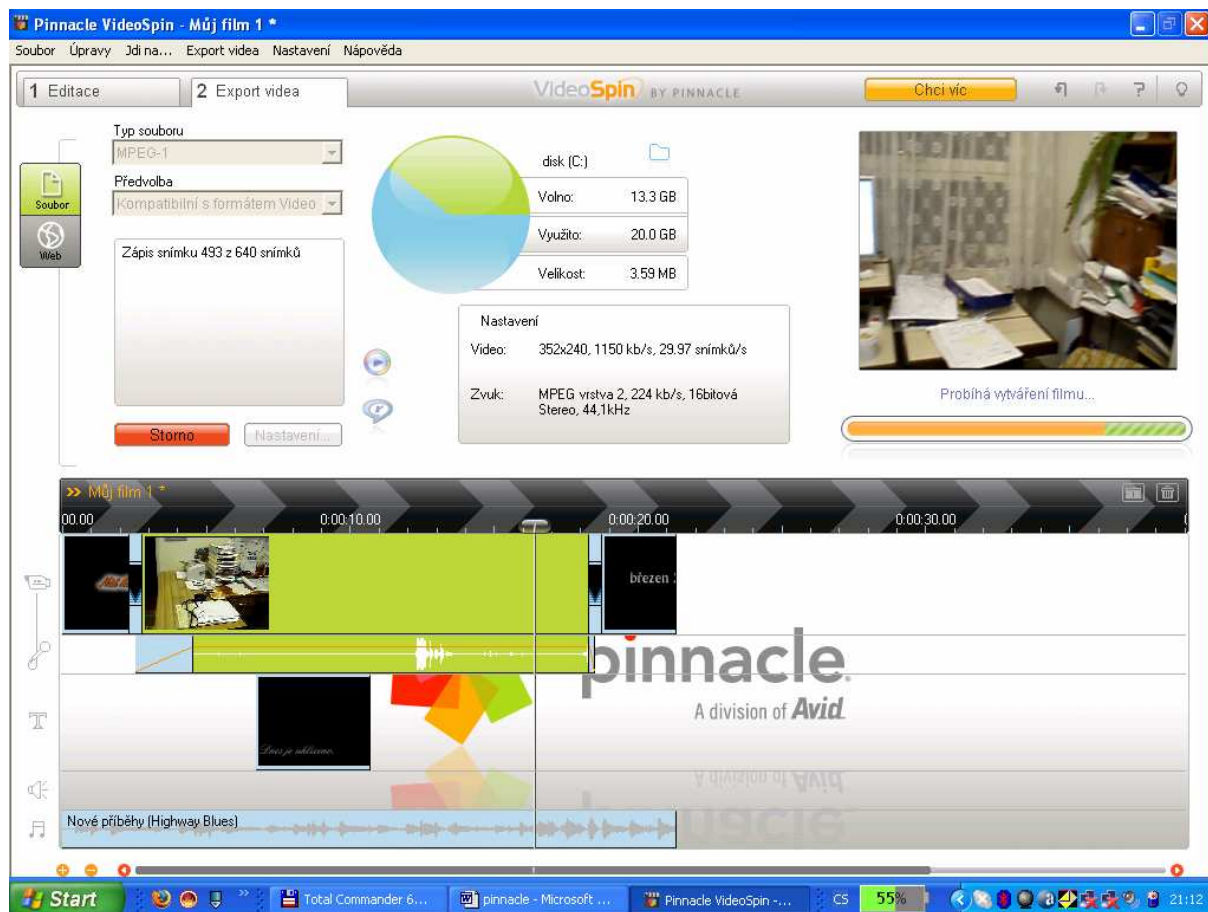 Pinnacle VideoSpin - Můj film 1 *
Soubor Úpravy Jdi na... Export videa Nastavení Nápověda
1 Editace 2 Export videa VideoSpin BY PINNACLE Chci víc ?
Typ souboru
MPEG-1
Předvolba
Kompatibilní s formátem Video
Soubor
Web
Zápis snímku 493 z 640 snímků
Storno Nastavení...
disk (C:)
Volno: 13.3 GB
Využito: 20.0 GB
Velikost: 3.59 MB
Nastavení
Video: 352x240, 1150 kb/s, 29.97 snímků/s
Zvuk: MPEG vrstva 2, 224 kb/s, 16bitová
Stereo, 44,1kHz
Probíhá vytváření filmu...
>> Můj film 1 *
00.00 0:00:10.00 0:00:20.00 0:00:30.00
březen
pinnacle.
A division of Avid
Dnes je uklizeno.
Nové příběhy (Highway Blues)
Start Total Commander 6... pinnacle - Microsoft ... Pinnacle VideoSpin -... CS 55% 21:12